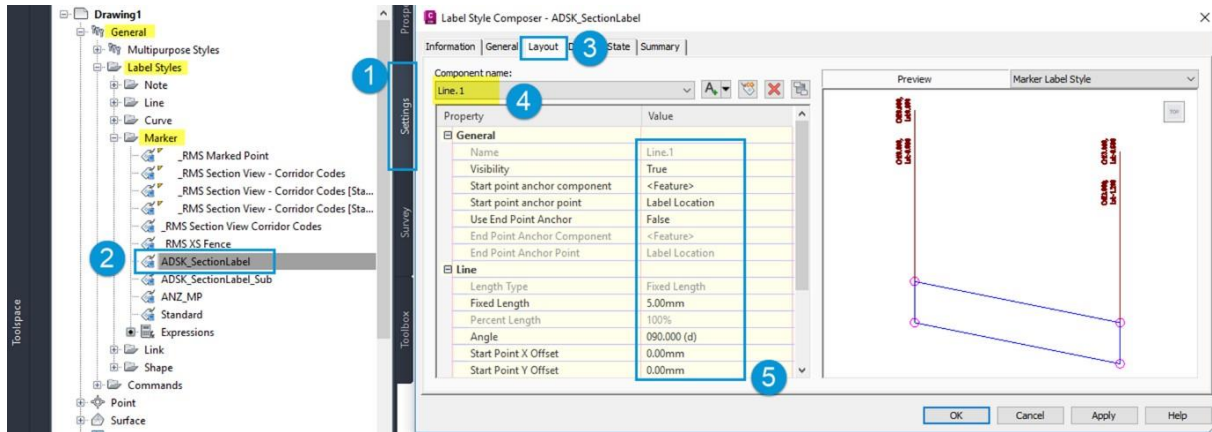 Drawing1
General
Multipurpose Styles
Label Styles
Note
Line
Curve
Marker
_RMS Marked Point
_RMS Section View - Corridor Codes
_RMS Section View - Corridor Codes [Sta...
_RMS Section View - Corridor Codes [Sta...
_RMS Section View Corridor Codes
_RMS XS Fence
2
ADSK_SectionLabel
ADSK_SectionLabel_Sub
ANZ_MP
Standard
Expressions
Link
Shape
Commands
Point
Surface
Toolspace
1
Settings
Survey
Toolbox
Label Style Composer - ADSK_SectionLabel
Information General Layout State Summary
3
Component name:
Line.1
4
Property Value
General
Name Line.1
Visibility True
Start point anchor component <Feature>
Start point anchor point Label Location
Use End Point Anchor False
End Point Anchor Component <Feature>
End Point Anchor Point Label Location
Line
Length Type Fixed Length
Fixed Length 5.00mm
Percent Length 100%
Angle 090.000 (d)
Start Point X Offset 0.00mm
Start Point Y Offset 0.00mm
5
Preview Marker Label Style
OK Cancel Apply Help